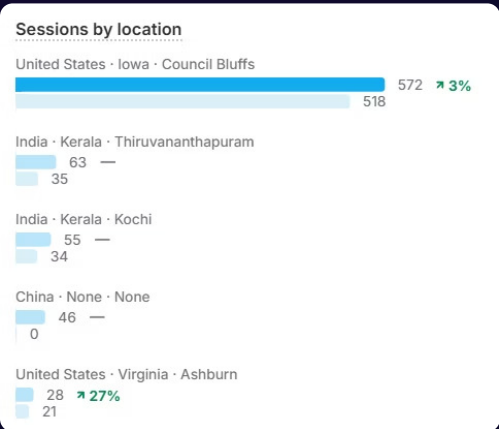 Sessions by location
United States · Iowa · Council Bluffs
572 ↗ 3%
518
India · Kerala · Thiruvananthapuram
63 —
35
India · Kerala · Kochi
55 —
34
China · None · None
46 —
0
United States · Virginia · Ashburn
28 ↗ 27%
21